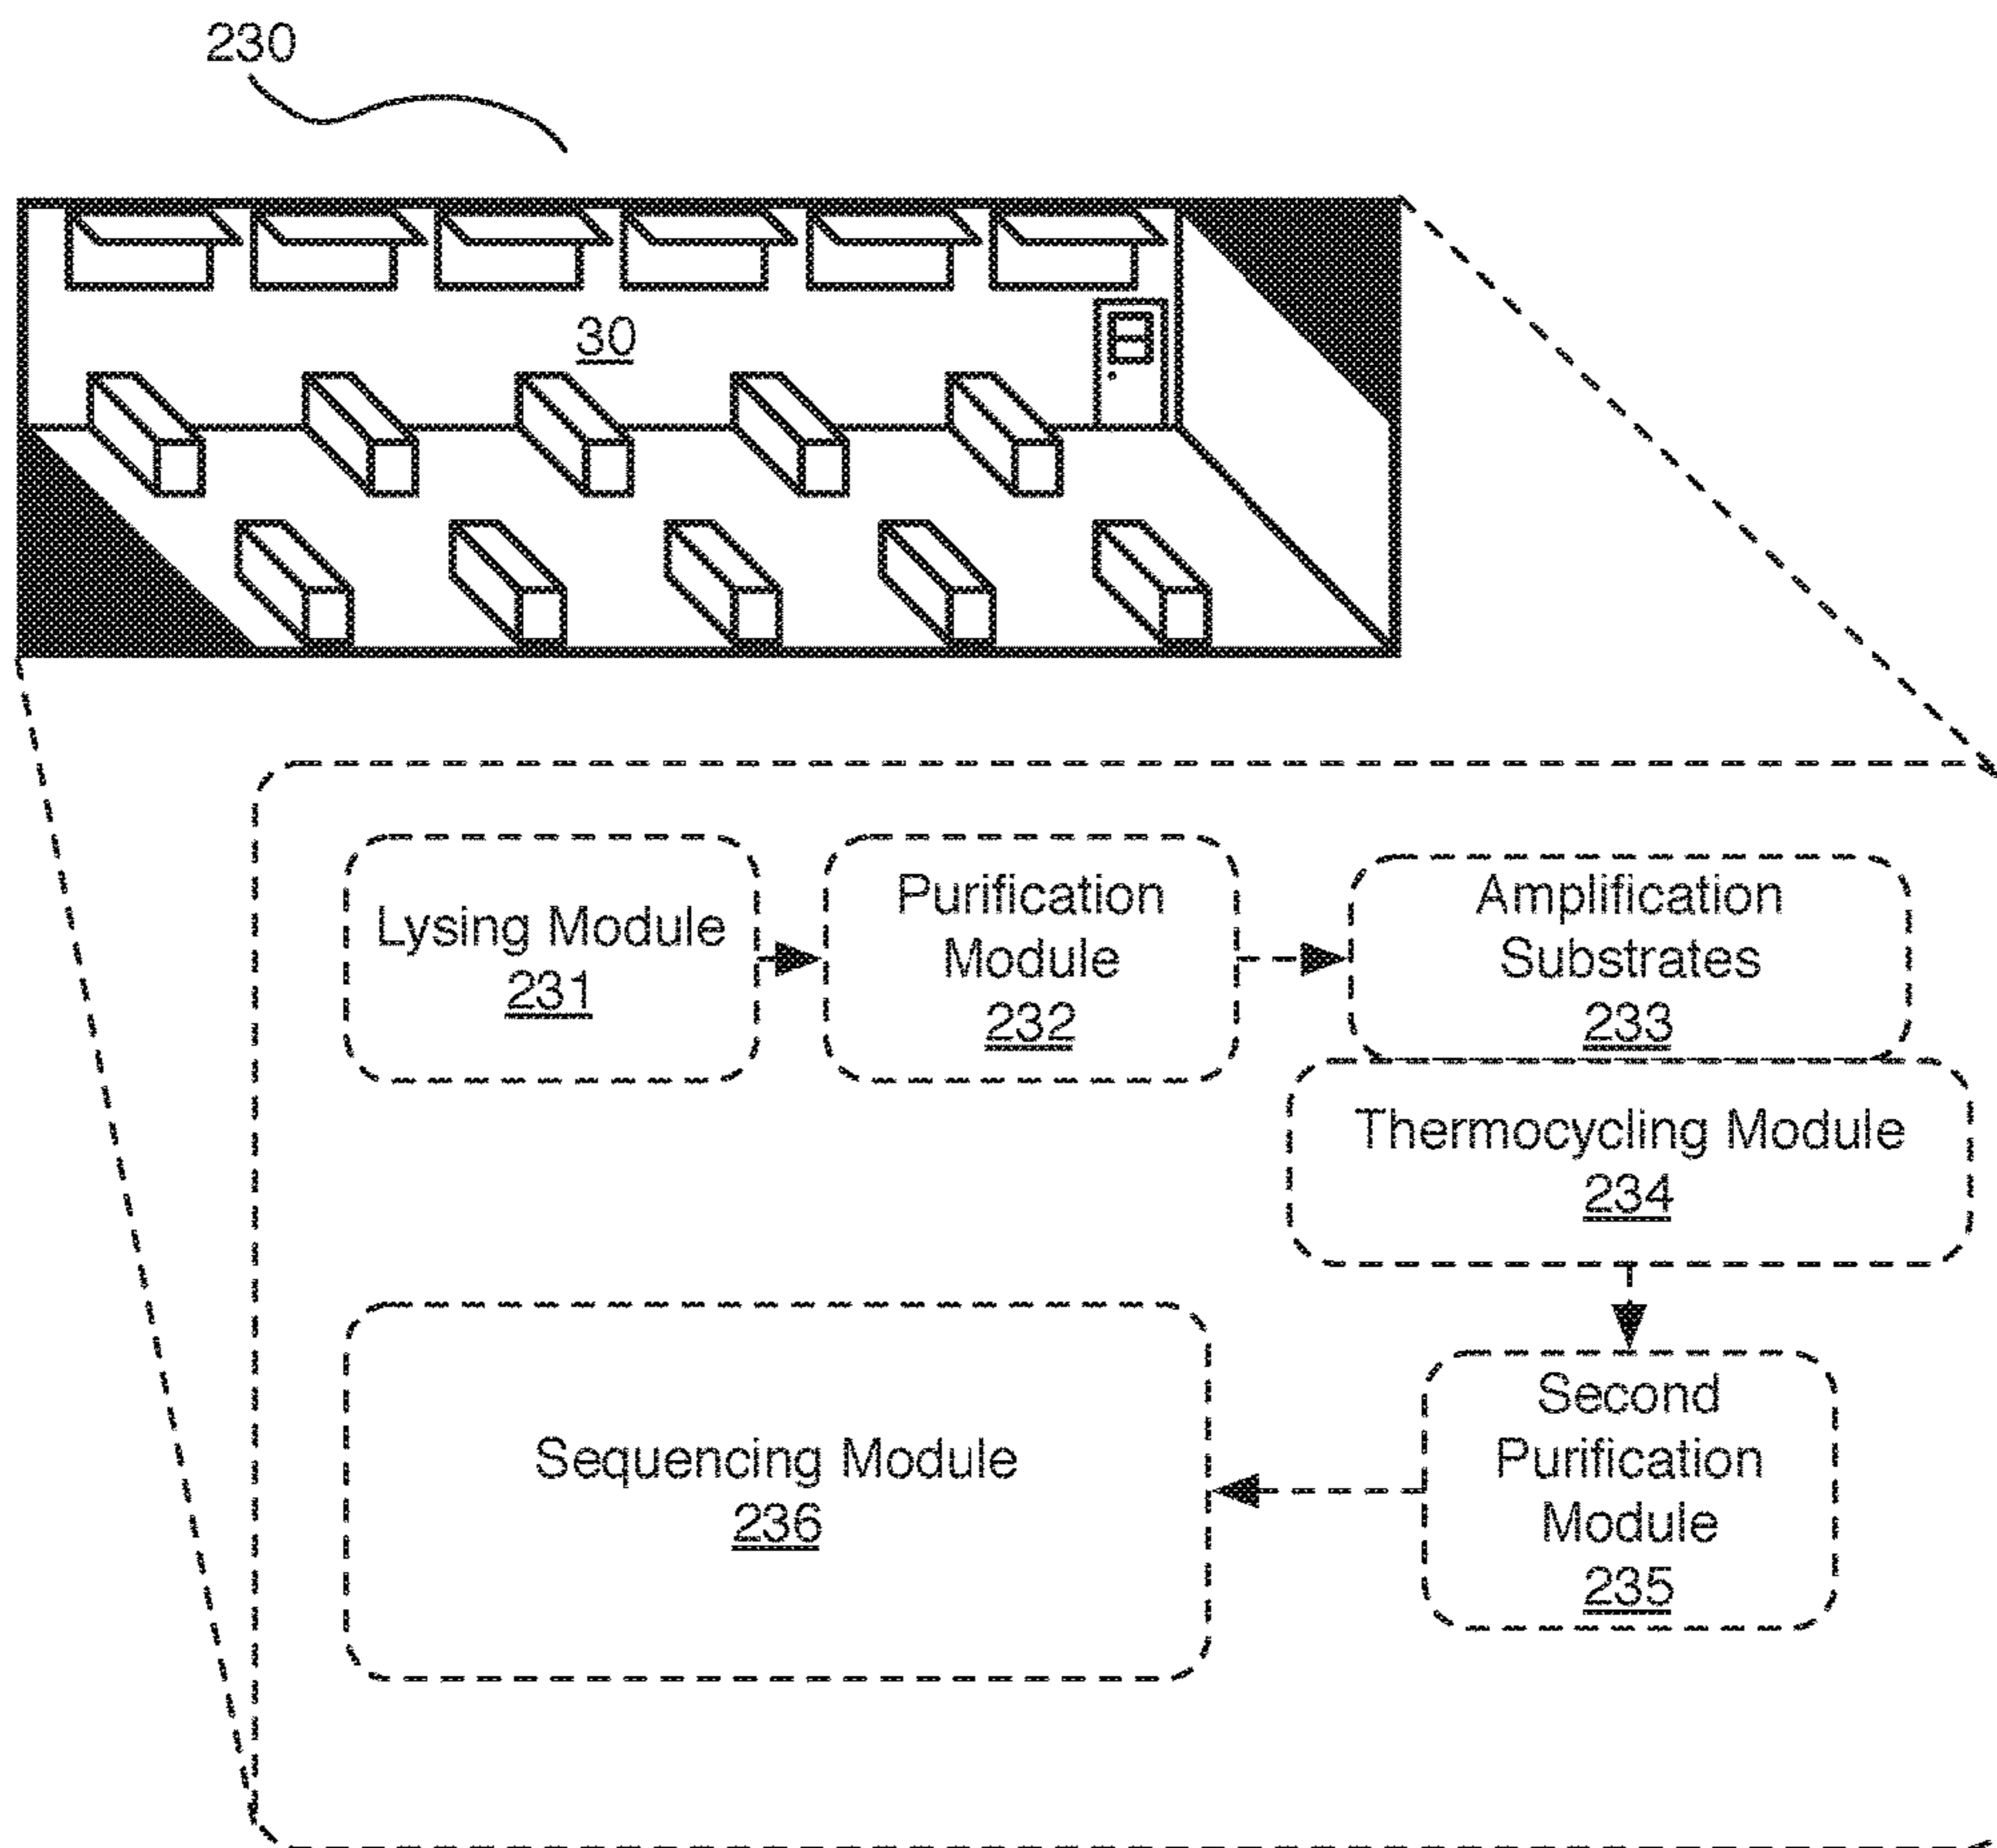 230
30
Lysing Module
231
Purification
Module
232
Amplification
Substrates
233
Thermocycling Module
234
Second
Purification
Module
235
Sequencing Module
236